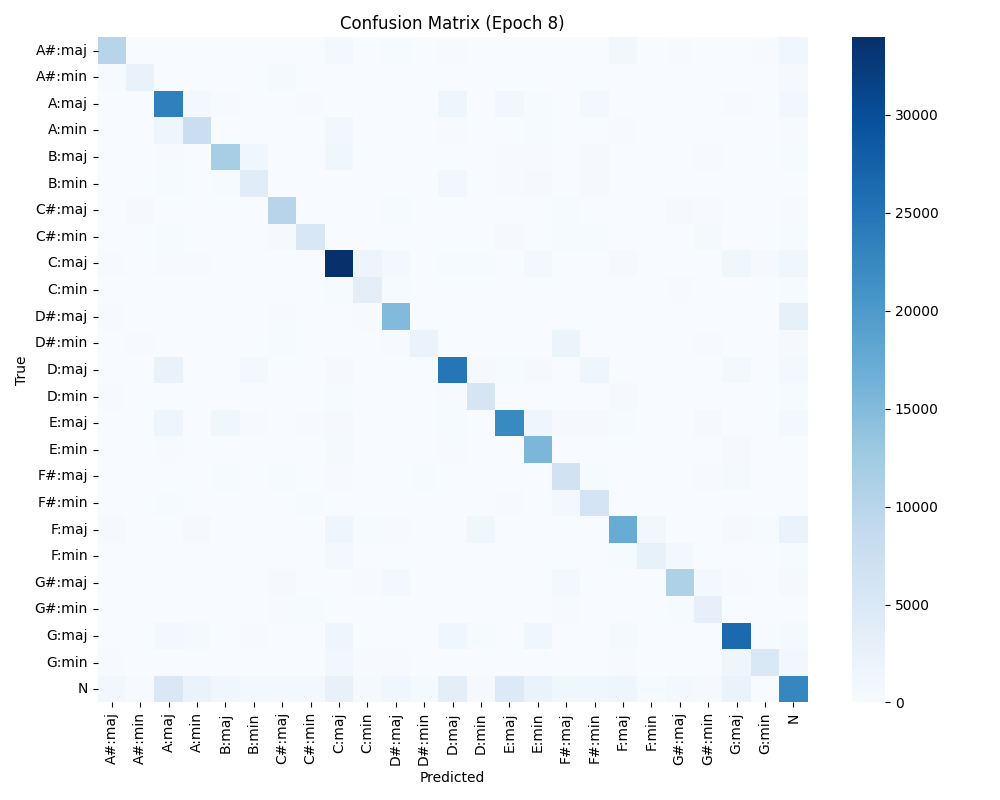 Confusion Matrix (Epoch 8)
True
A#:maj
A#:min
A:maj
A:min
B:maj
B:min
C#:maj
C#:min
C:maj
C:min
D#:maj
D#:min
D:maj
D:min
E:maj
E:min
F#:maj
F#:min
F:maj
F:min
G#:maj
G#:min
G:maj
G:min
N
A#:maj
A#:min
A:maj
A:min
B:maj
B:min
C#:maj
C#:min
C:maj
C:min
D#:maj
D#:min
D:maj
D:min
E:maj
E:min
F#:maj
F#:min
F:maj
F:min
G#:maj
G#:min
G:maj
G:min
N
Predicted
30000
25000
20000
15000
10000
5000
0